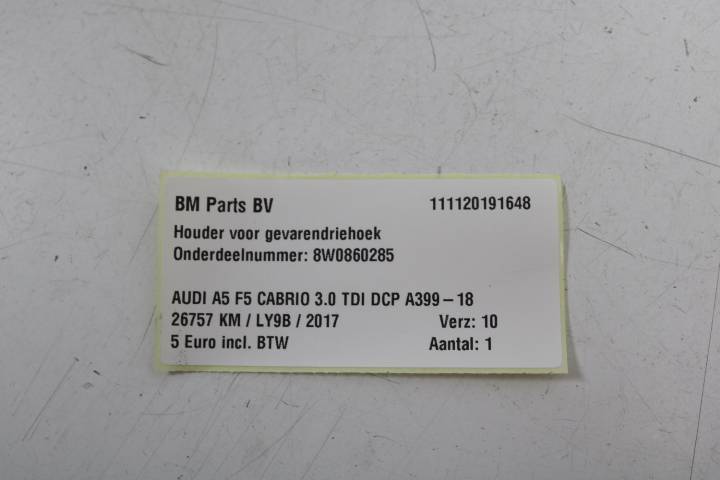 BM Parts BV 111120191648
Houder voor gevarendriehoek
Onderdeelnummer: 8W0860285
AUDI A5 F5 CABRIO 3.0 TDI DCP A399-18
26757 KM / LY9B / 2017 Verz: 10
5 Euro incl. BTW Aantal: 1